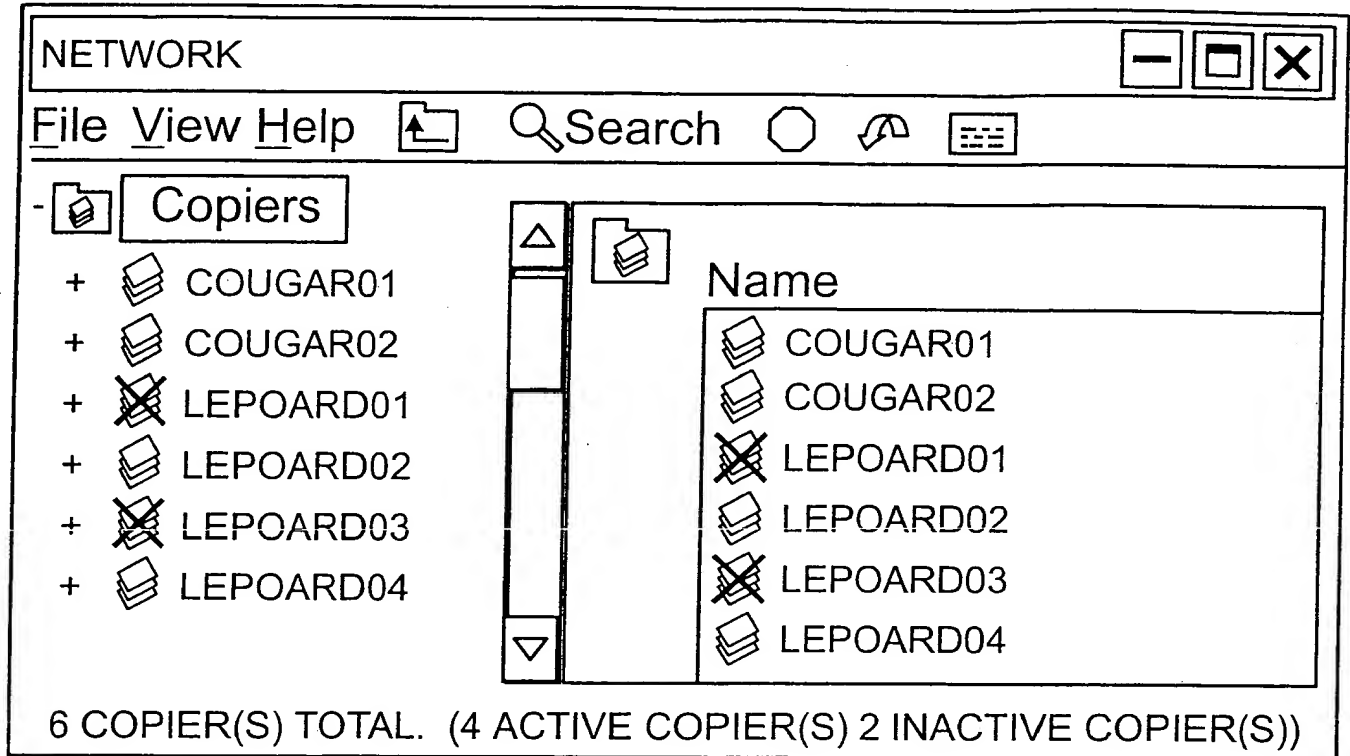 NETWORK
File View Help Search
- Copiers
+ COUGAR01
+ COUGAR02
+ LEPOARD01
+ LEPOARD02
+ LEPOARD03
+ LEPOARD04
Name
COUGAR01
COUGAR02
LEPOARD01
LEPOARD02
LEPOARD03
LEPOARD04
6 COPIER(S) TOTAL. (4 ACTIVE COPIER(S) 2 INACTIVE COPIER(S))